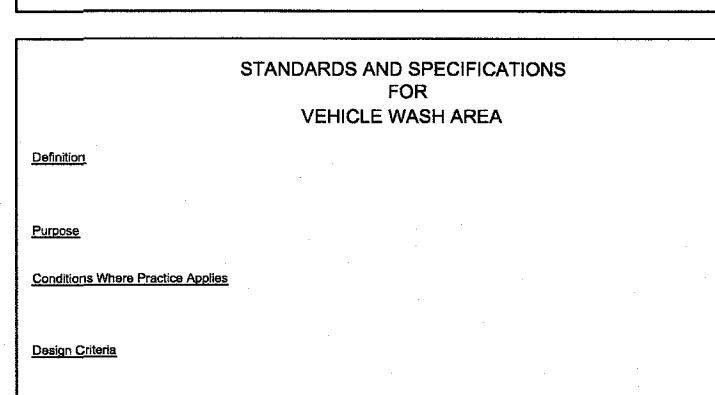 STANDARDS AND SPECIFICATIONS
FOR
VEHICLE WASH AREA
Definition
Purpose
Conditions Where Practice Applies
Design Criteria